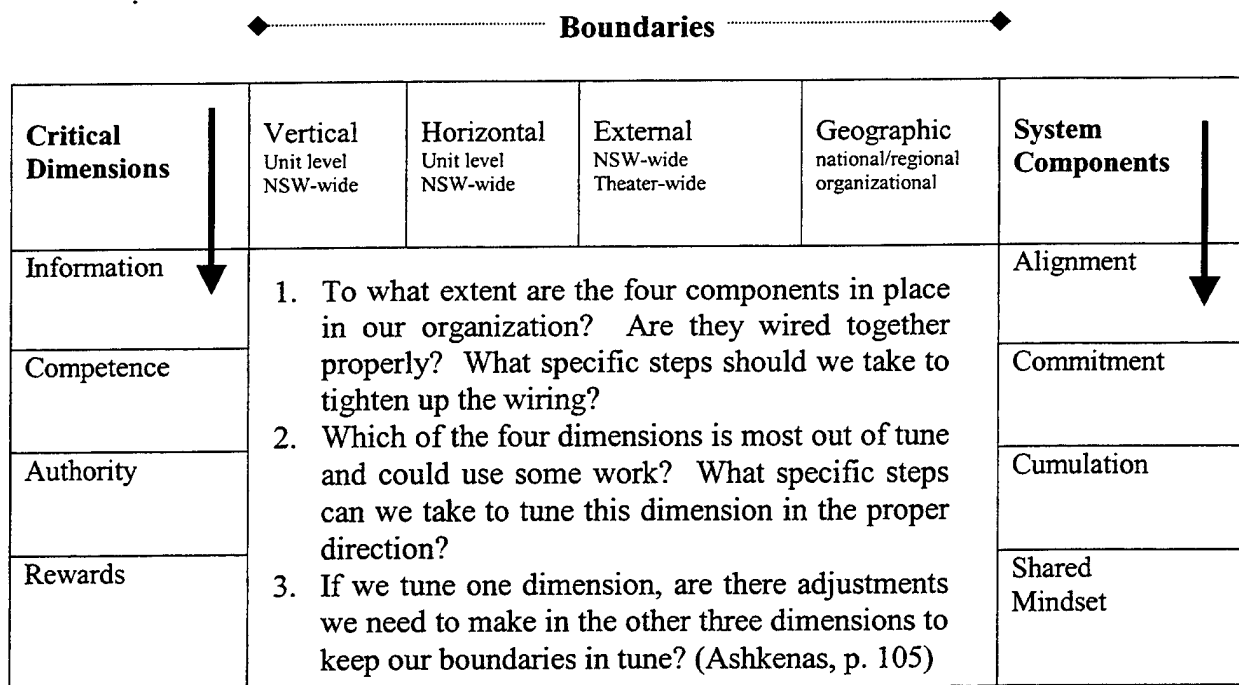 Boundaries
Critical
Dimensions
Vertical
Unit level
NSW-wide
Horizontal
Unit level
NSW-wide
External
NSW-wide
Theater-wide
Geographic
national/regional
organizational
System
Components
Information
Competence
Authority
Rewards
1. To what extent are the four components in place
in our organization? Are they wired together
properly? What specific steps should we take to
tighten up the wiring?
2. Which of the four dimensions is most out of tune
and could use some work? What specific steps
can we take to tune this dimension in the proper
direction?
3. If we tune one dimension, are there adjustments
we need to make in the other three dimensions to
keep our boundaries in tune? (Ashkenas, p. 105)
Alignment
Commitment
Cumulation
Shared
Mindset